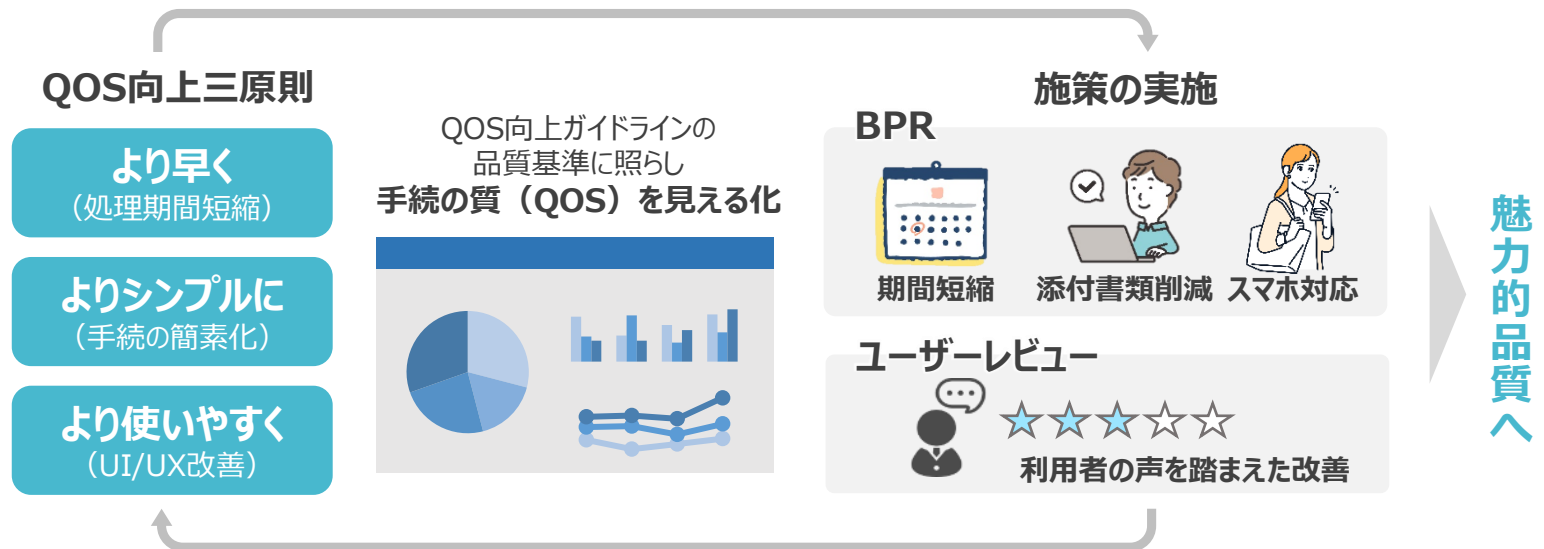 QOS向上三原則
より早く
（処理期間短縮）
よりシンプルに
（手続の簡素化）
より使いやすく
（UI/UX改善）
QOS向上ガイドラインの
品質基準に照らし
手続の質（QOS）を見える化
施策の実施
BPR
期間短縮
添付書類削減
スマホ対応
ユーザーレビュー
利用者の声を踏まえた改善
魅力的品質へ